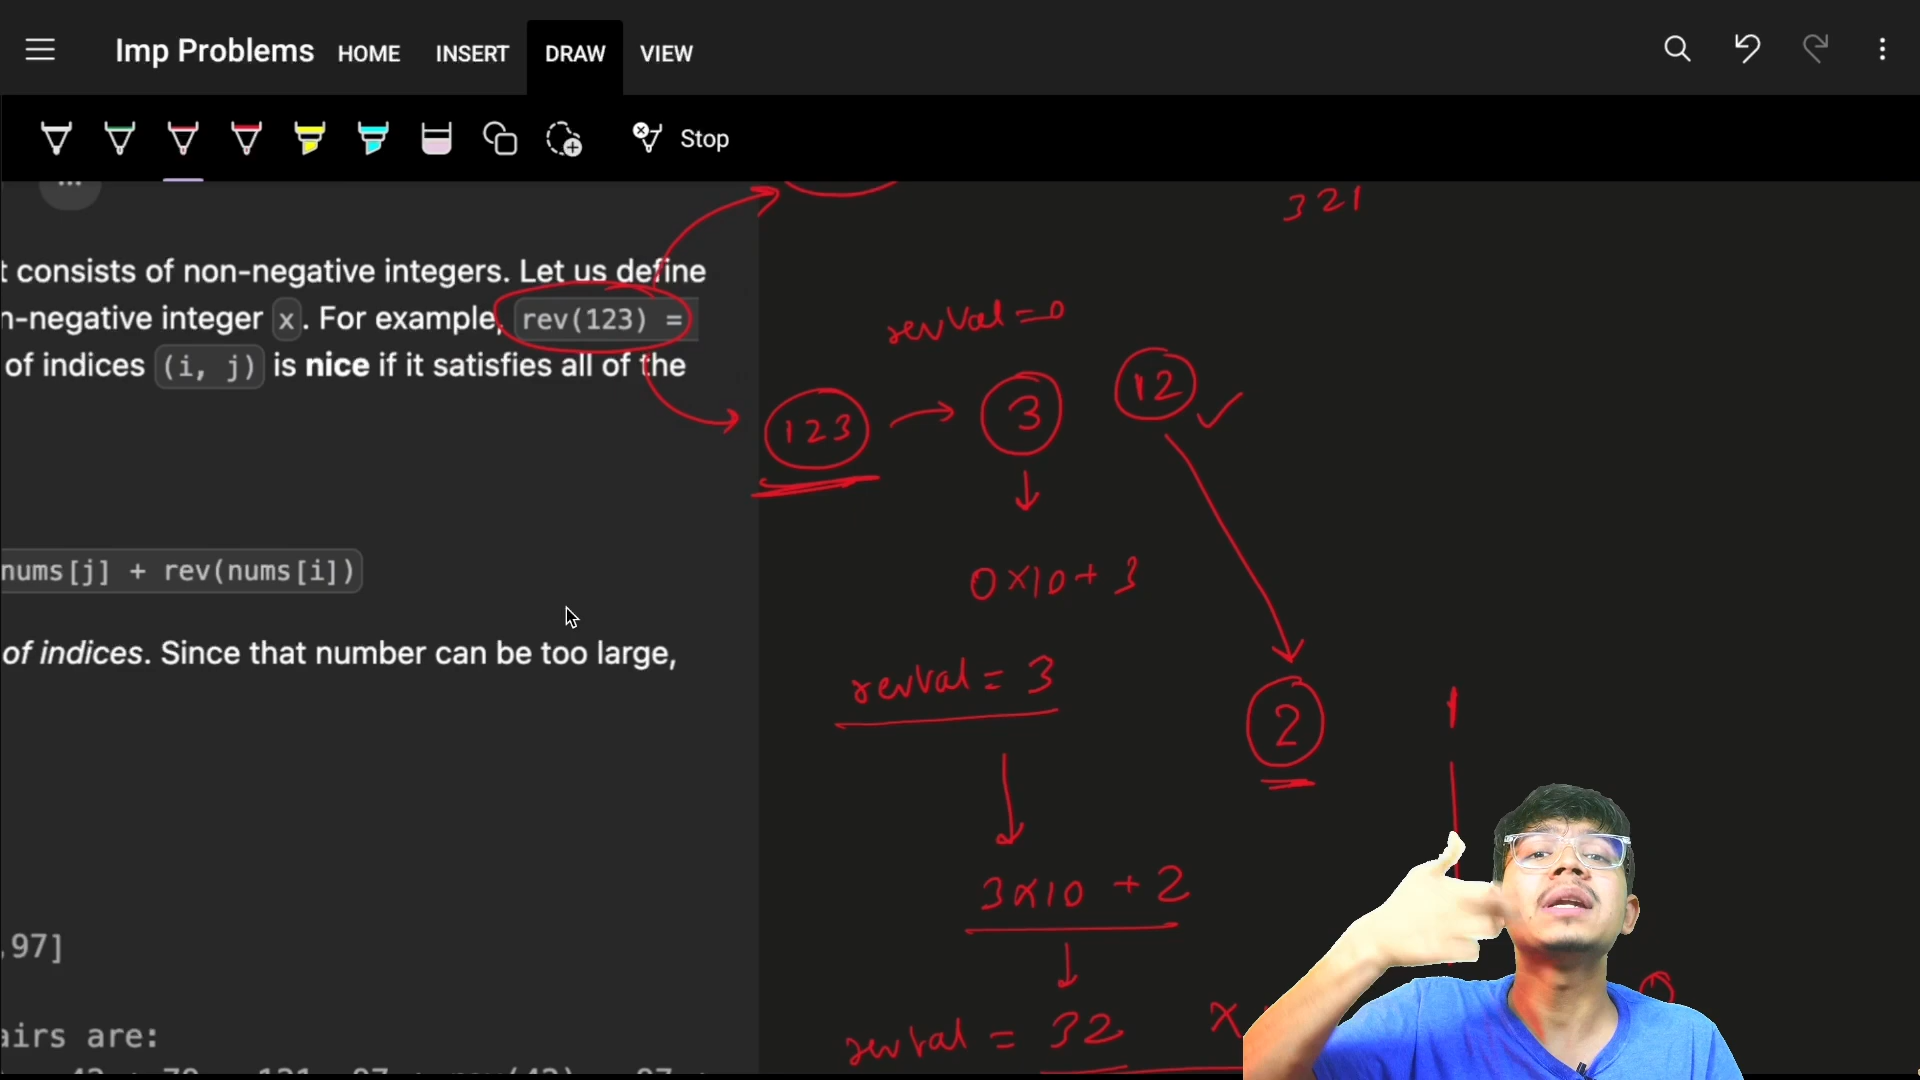 Imp Problems HOME INSERT DRAW VIEW
Stop
...
321
t consists of non-negative integers. Let us define
n-negative integer x. For example, rev(123) =
of indices (i, j) is nice if it satisfies all of the
revVal = 0
123
3
12
nums[j] + rev(nums[i])
0 × 10 + 3
of indices. Since that number can be too large,
revVal = 3
2
1
3 × 10 + 2
,97]
airs are:
revVal = 32 ×